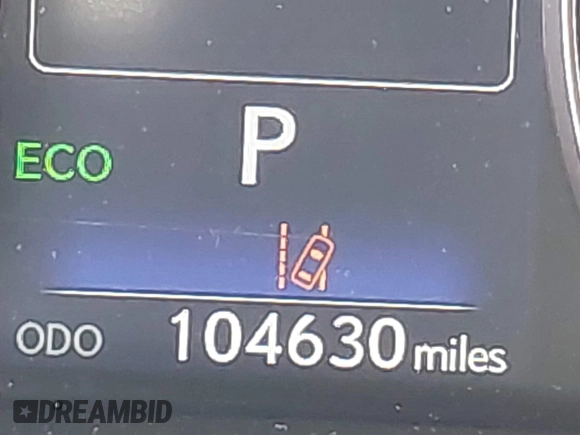 P
ECO
ODO 104630 miles
DREAMBID